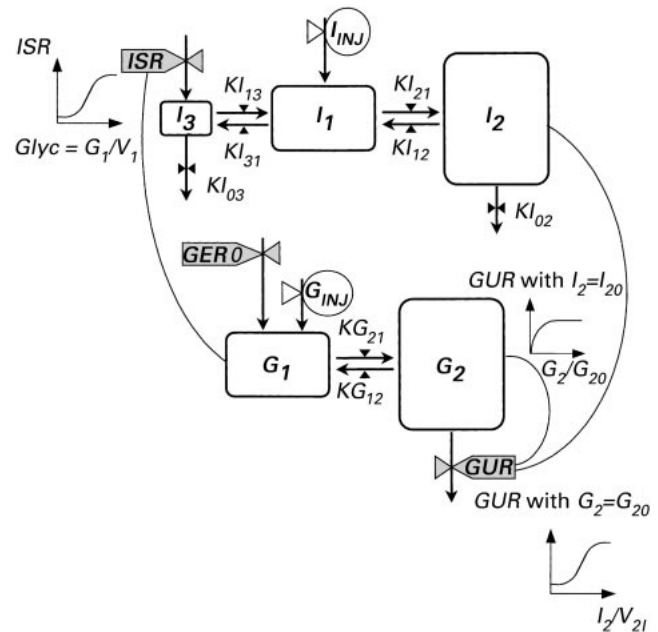 ISR
ISR
I_INJ
KI_13
KI_21
I_3
I_1
I_2
Glyc = G_1/V_1
KI_31
KI_12
KI_03
KI_02
GER 0
G_INJ
GUR with I_2=I_20
KG_21
G_1
G_2
G_2/G_20
KG_12
GUR
GUR with G_2=G_20
I_2/V_2I